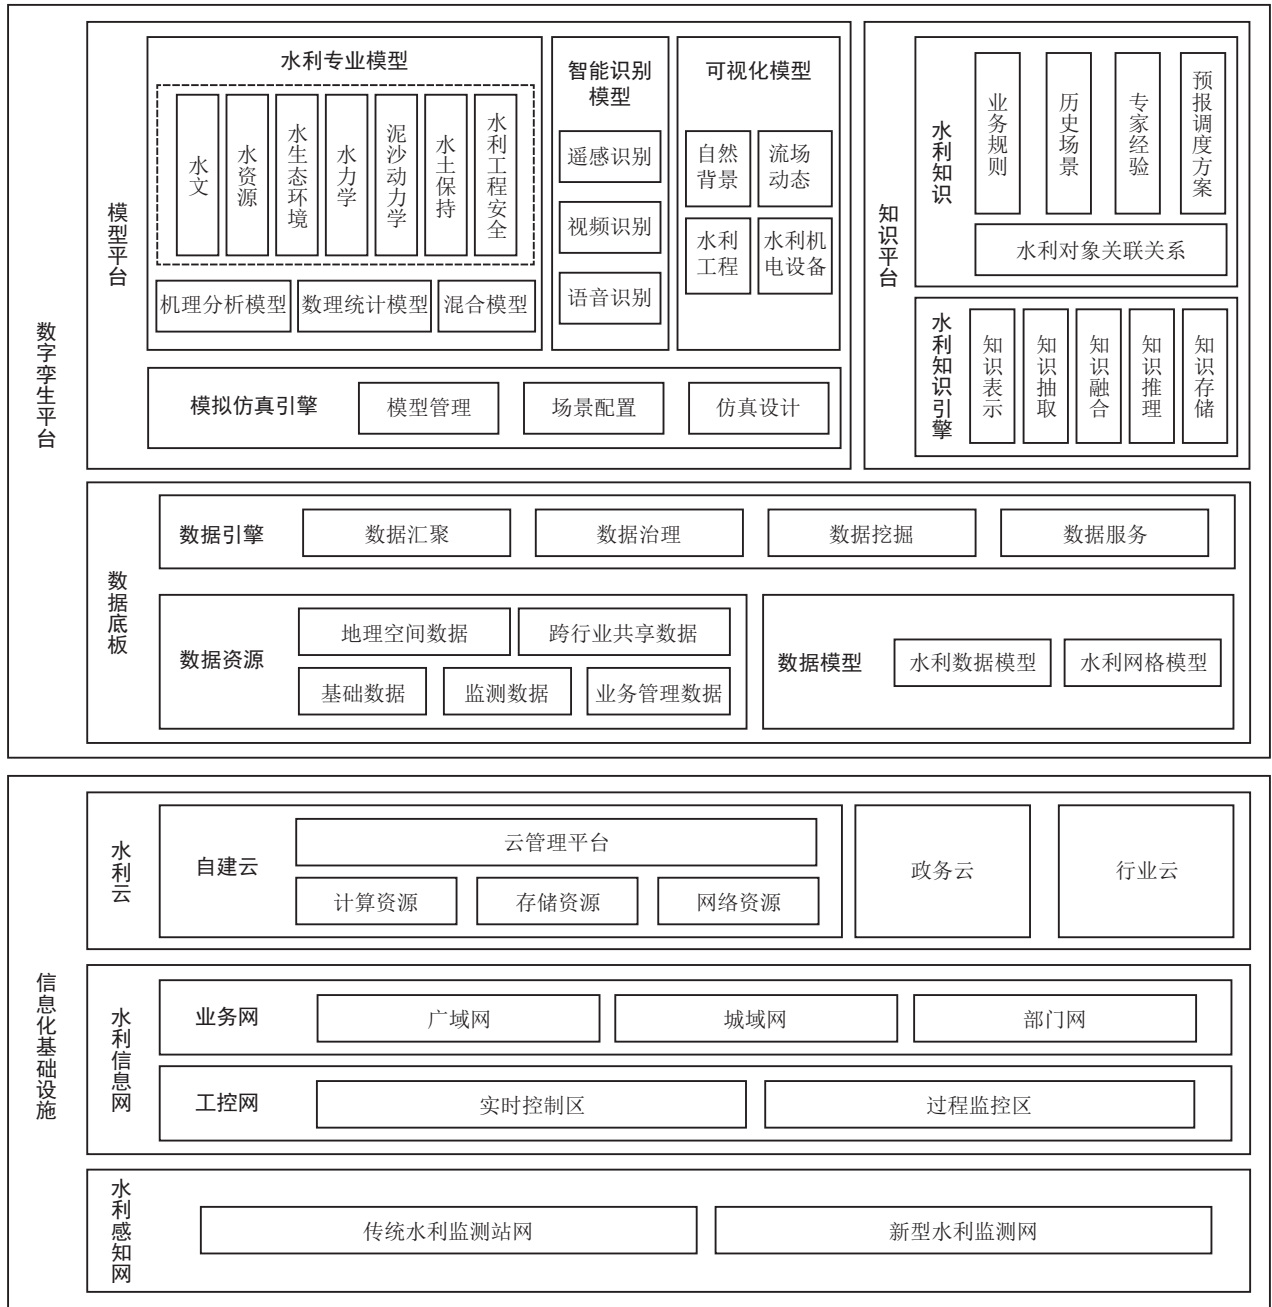 数字孪生平台
模型平台
水利专业模型
水文
水资源
水生态环境
水力学
泥沙动力学
水土保持
水利工程安全
机理分析模型
数理统计模型
混合模型
智能识别
模型
遥感识别
视频识别
语音识别
可视化模型
自然
背景
流场
动态
水利
工程
水利机
电设备
模拟仿真引擎
模型管理
场景配置
仿真设计
知识平台
水利知识
业务规则
历史场景
专家经验
预报调度方案
水利对象关联关系
水利知识引擎
知识表示
知识抽取
知识融合
知识推理
知识存储
数据底板
数据引擎
数据汇聚
数据治理
数据挖掘
数据服务
数据资源
地理空间数据
跨行业共享数据
基础数据
监测数据
业务管理数据
数据模型
水利数据模型
水利网格模型
信息化基础设施
水利云
自建云
云管理平台
计算资源
存储资源
网络资源
政务云
行业云
水利信息网
业务网
广域网
城域网
部门网
工控网
实时控制区
过程监控区
水利感知网
传统水利监测站网
新型水利监测网